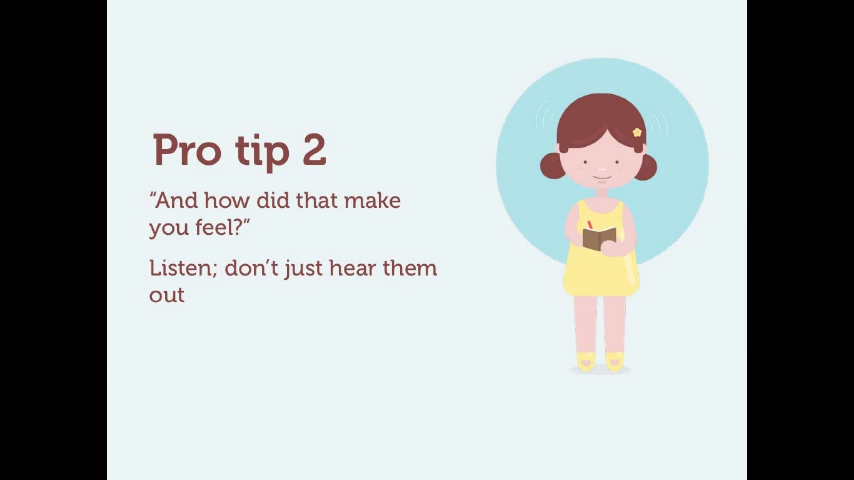 Pro tip 2
“And how did that make
you feel?”
Listen; don’t just hear them
out